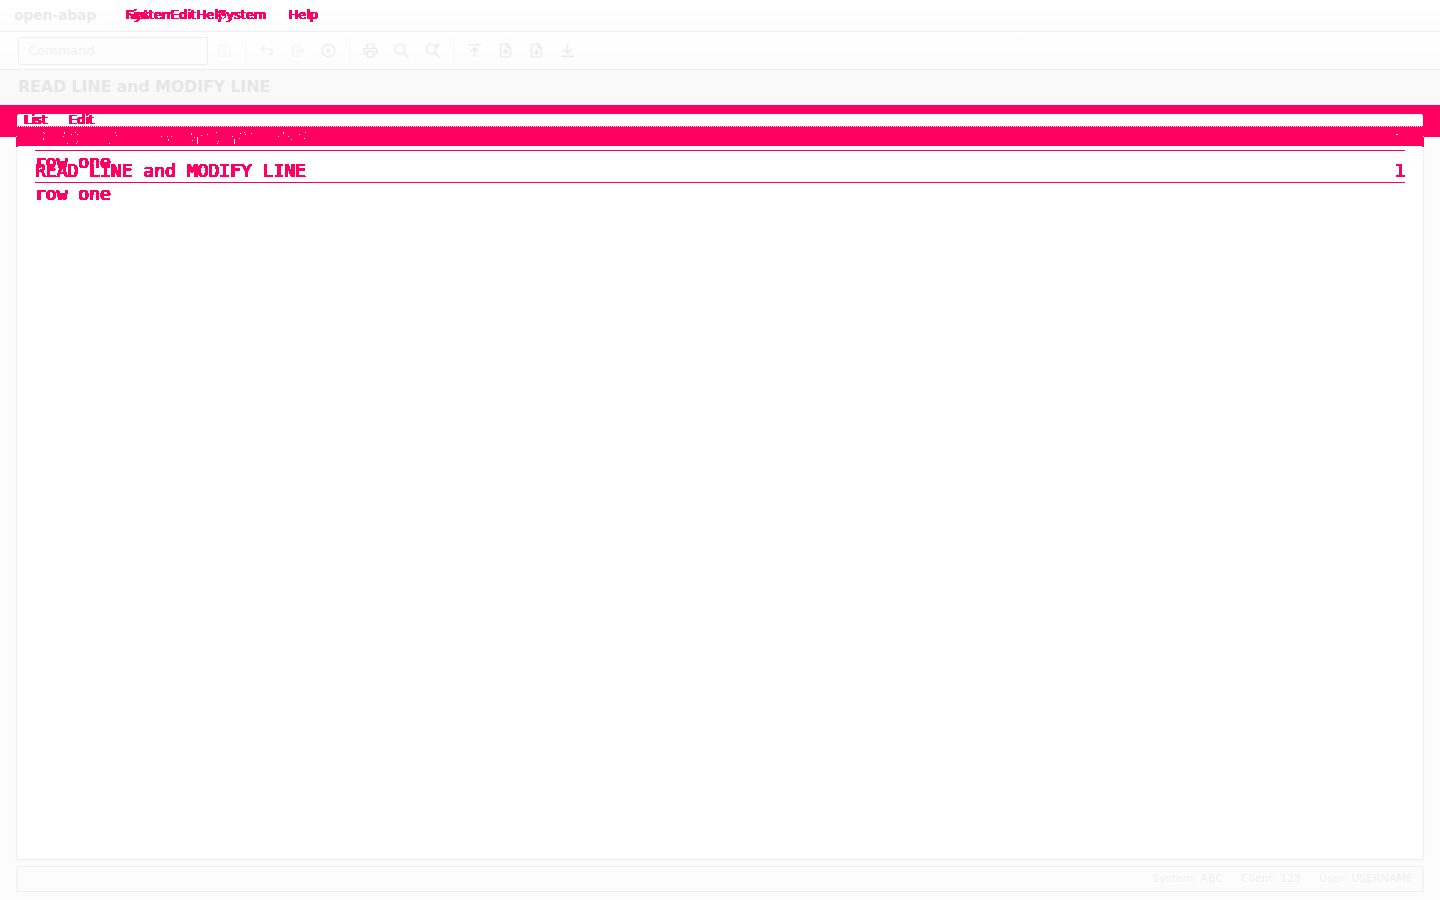 open-abap System Help
Command
READ LINE and MODIFY LINE
List Edit
row one
READ LINE and MODIFY LINE 1
row one
System: ABC Client: 123 User: USERNAME